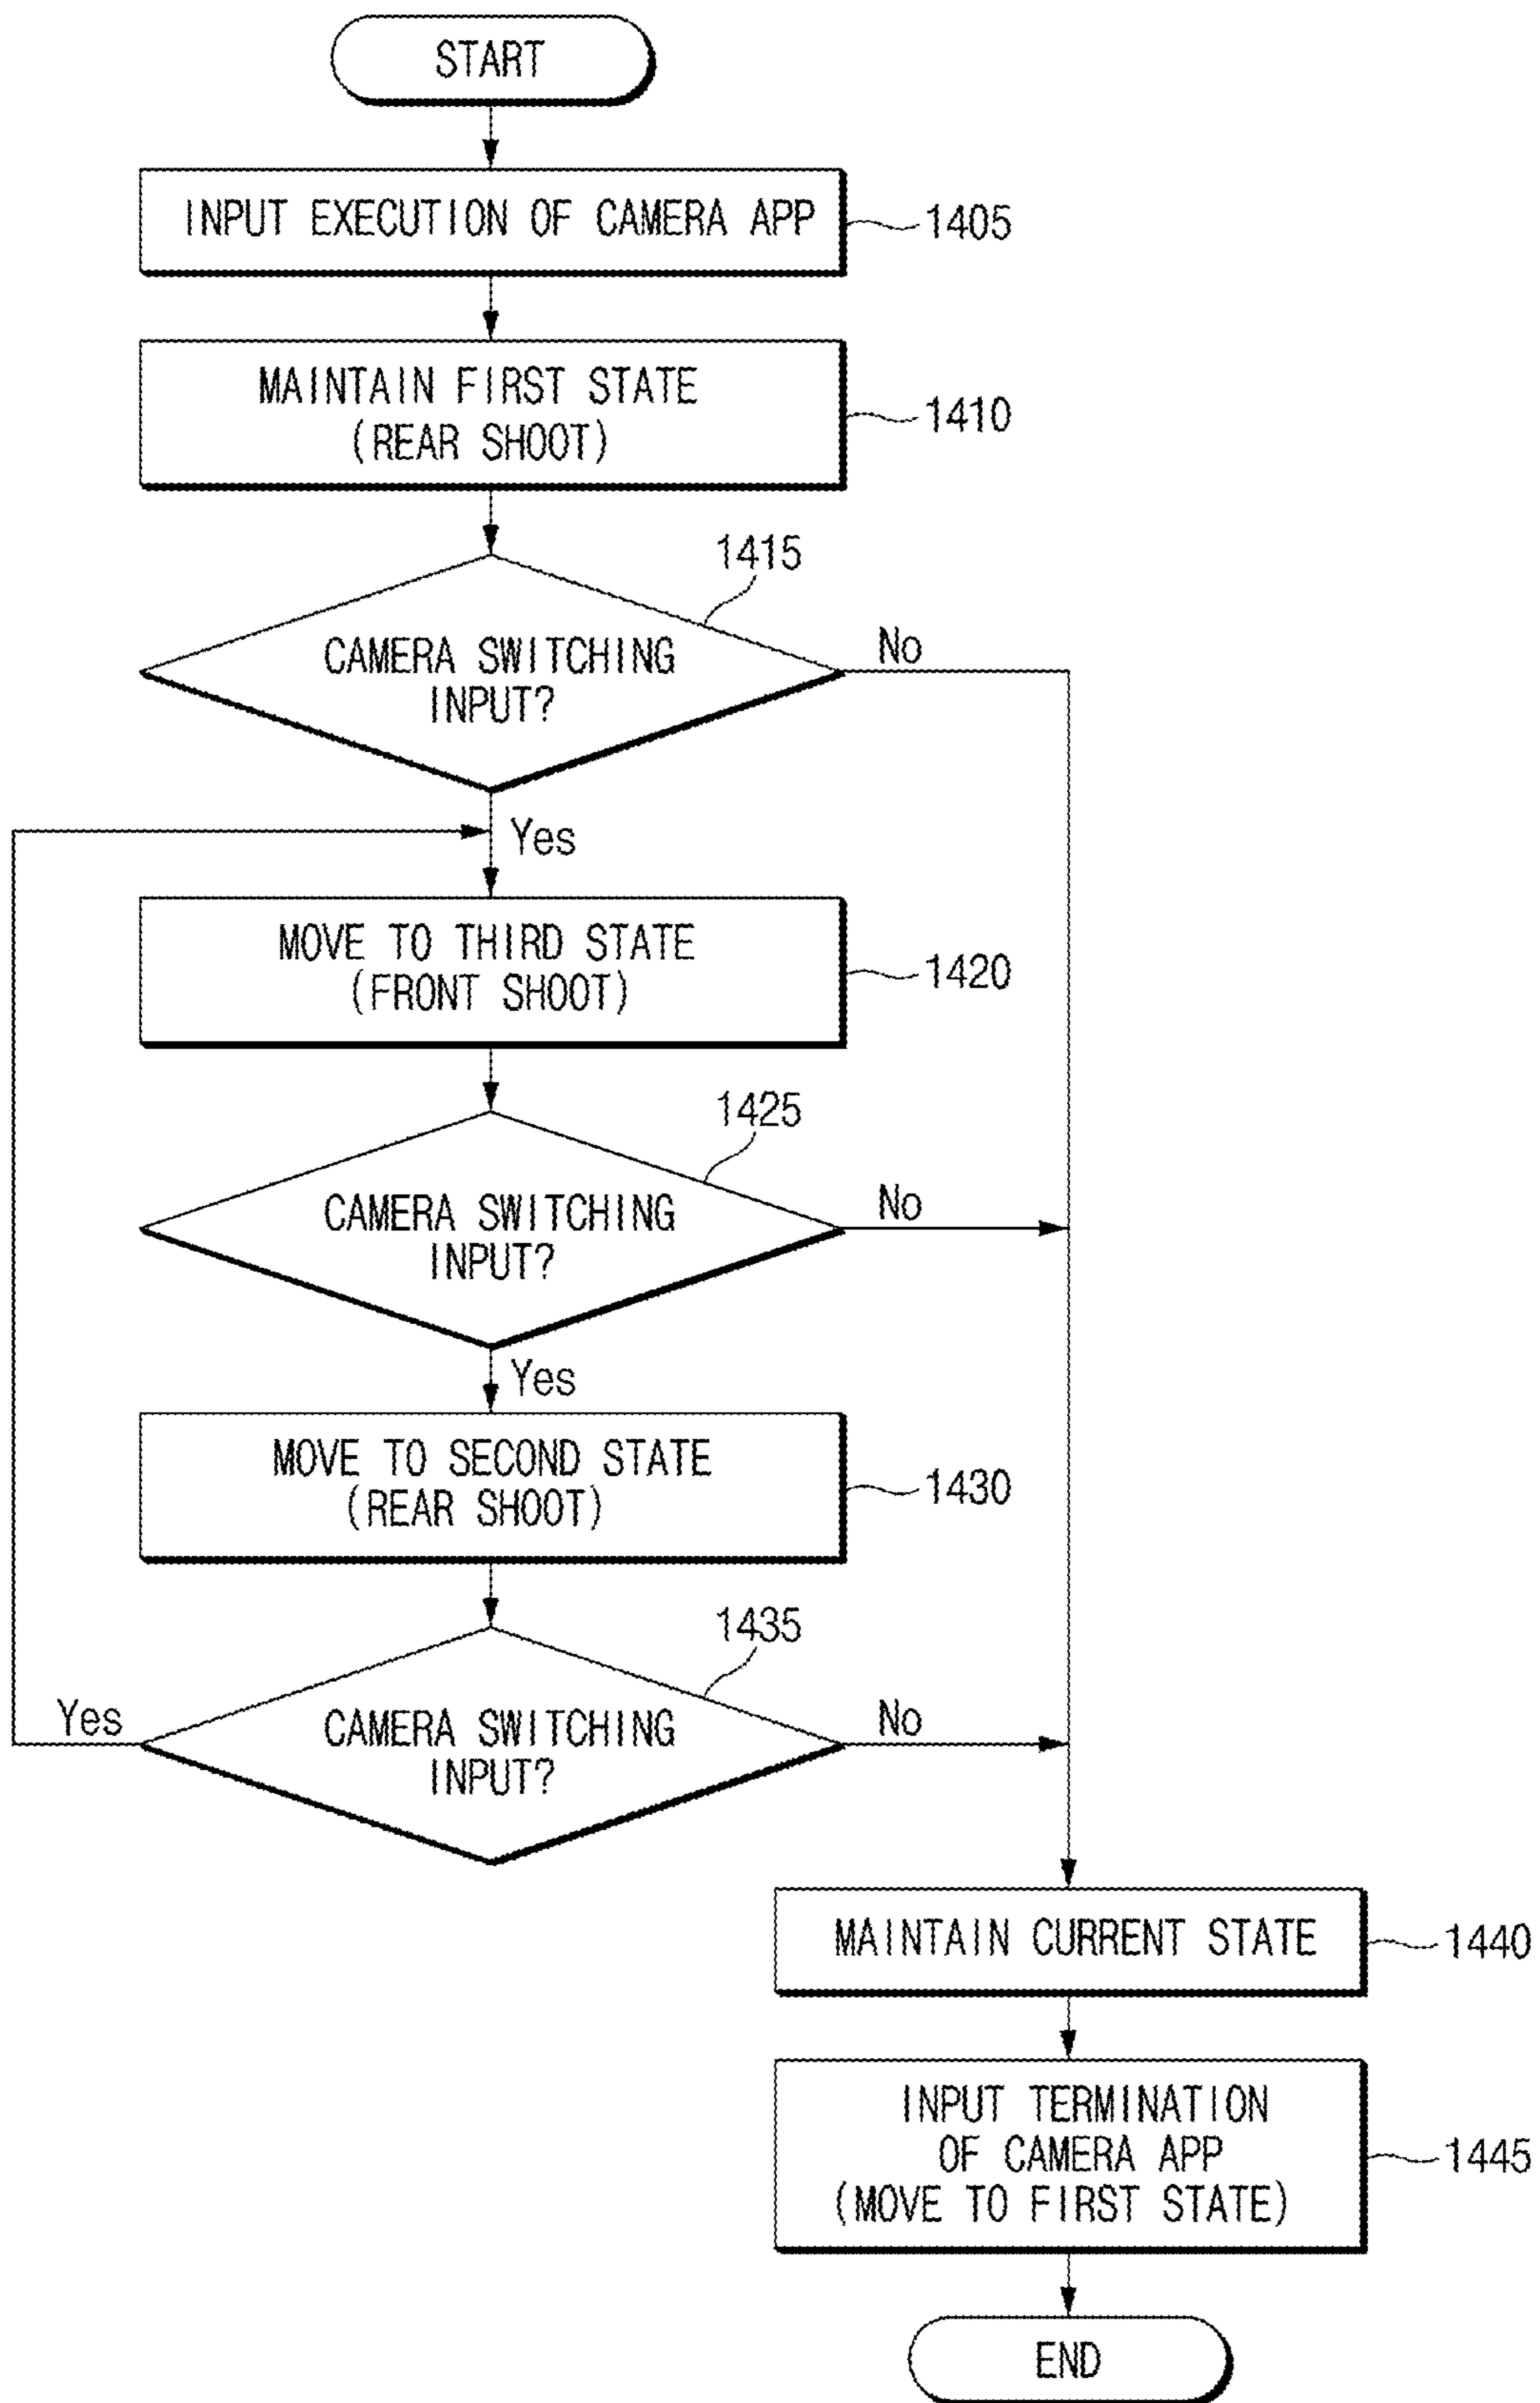 START
INPUT EXECUTION OF CAMERA APP
1405
MAINTAIN FIRST STATE
(REAR SHOOT)
1410
1415
CAMERA SWITCHING
INPUT?
No
Yes
MOVE TO THIRD STATE
(FRONT SHOOT)
1420
1425
CAMERA SWITCHING
INPUT?
No
Yes
MOVE TO SECOND STATE
(REAR SHOOT)
1430
1435
Yes
CAMERA SWITCHING
INPUT?
No
MAINTAIN CURRENT STATE
1440
INPUT TERMINATION
OF CAMERA APP
(MOVE TO FIRST STATE)
1445
END